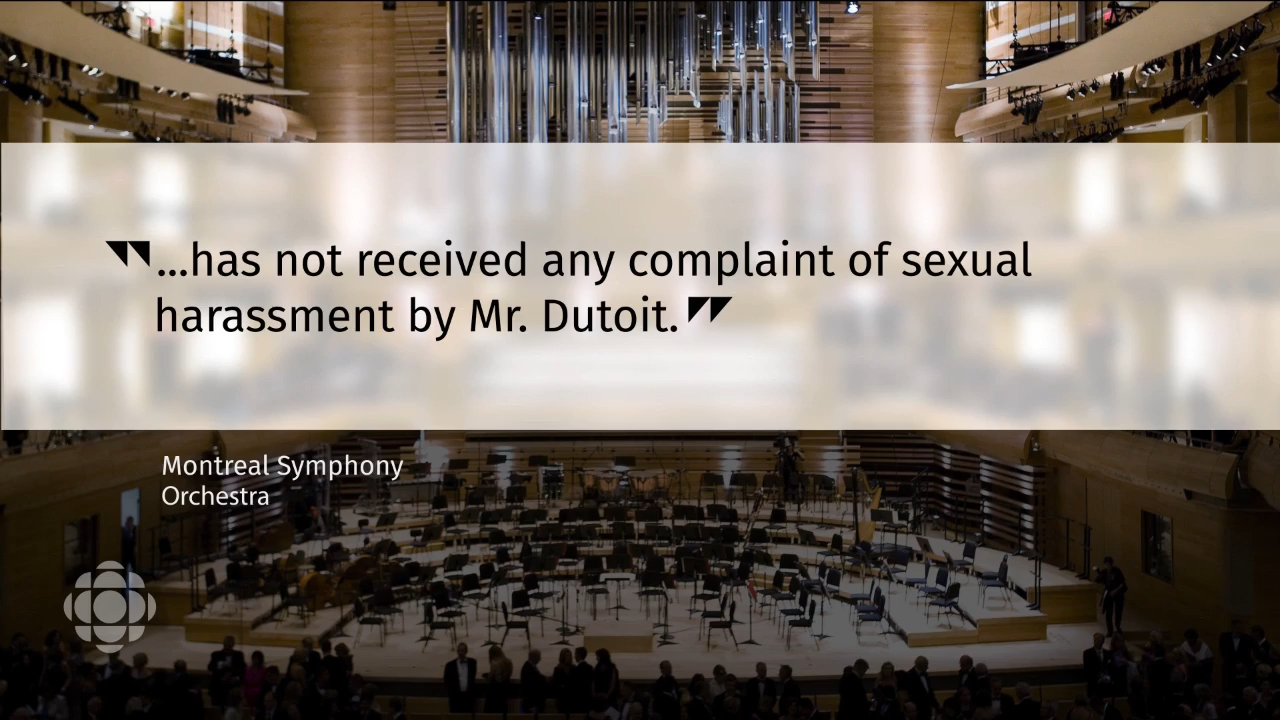 "...has not received any complaint of sexual
harassment by Mr. Dutoit."
Montreal Symphony
Orchestra